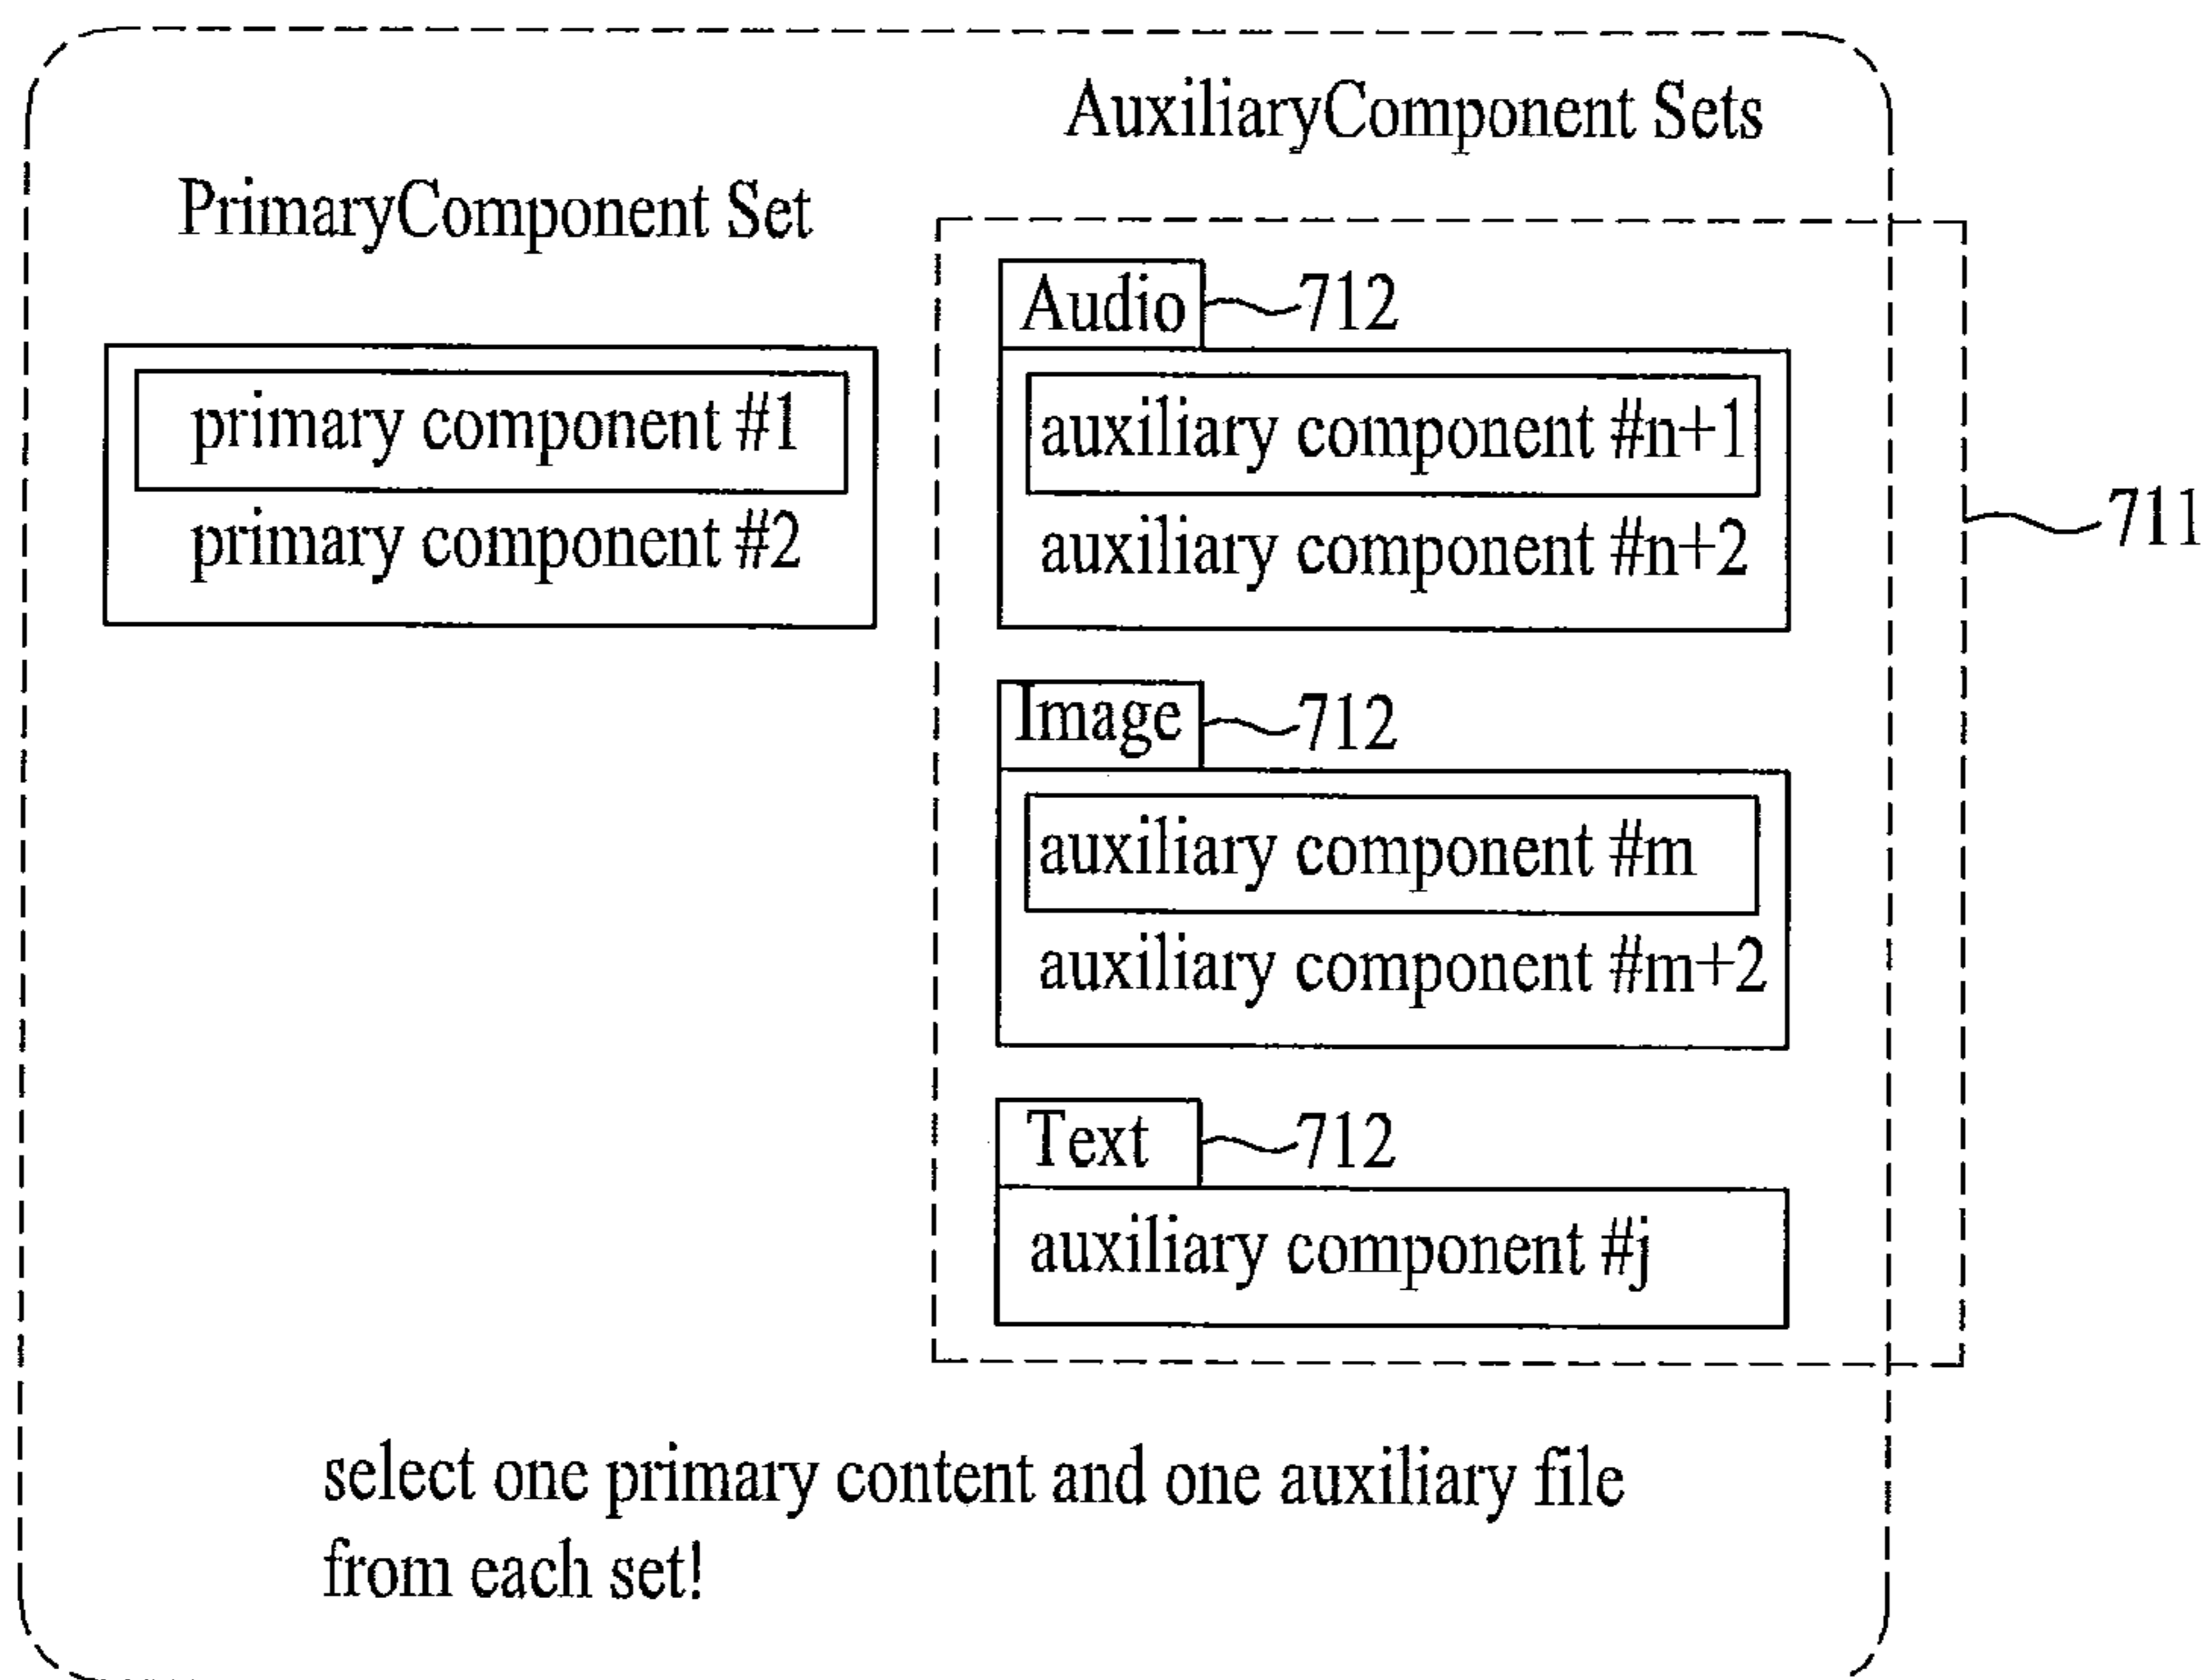 AuxiliaryComponent Sets
PrimaryComponent Set
primary component #1
primary component #2
Audio
712
auxiliary component #n+1
auxiliary component #n+2
711
Image
712
auxiliary component #m
auxiliary component #m+2
Text
712
auxiliary component #j
select one primary content and one auxiliary file
from each set!